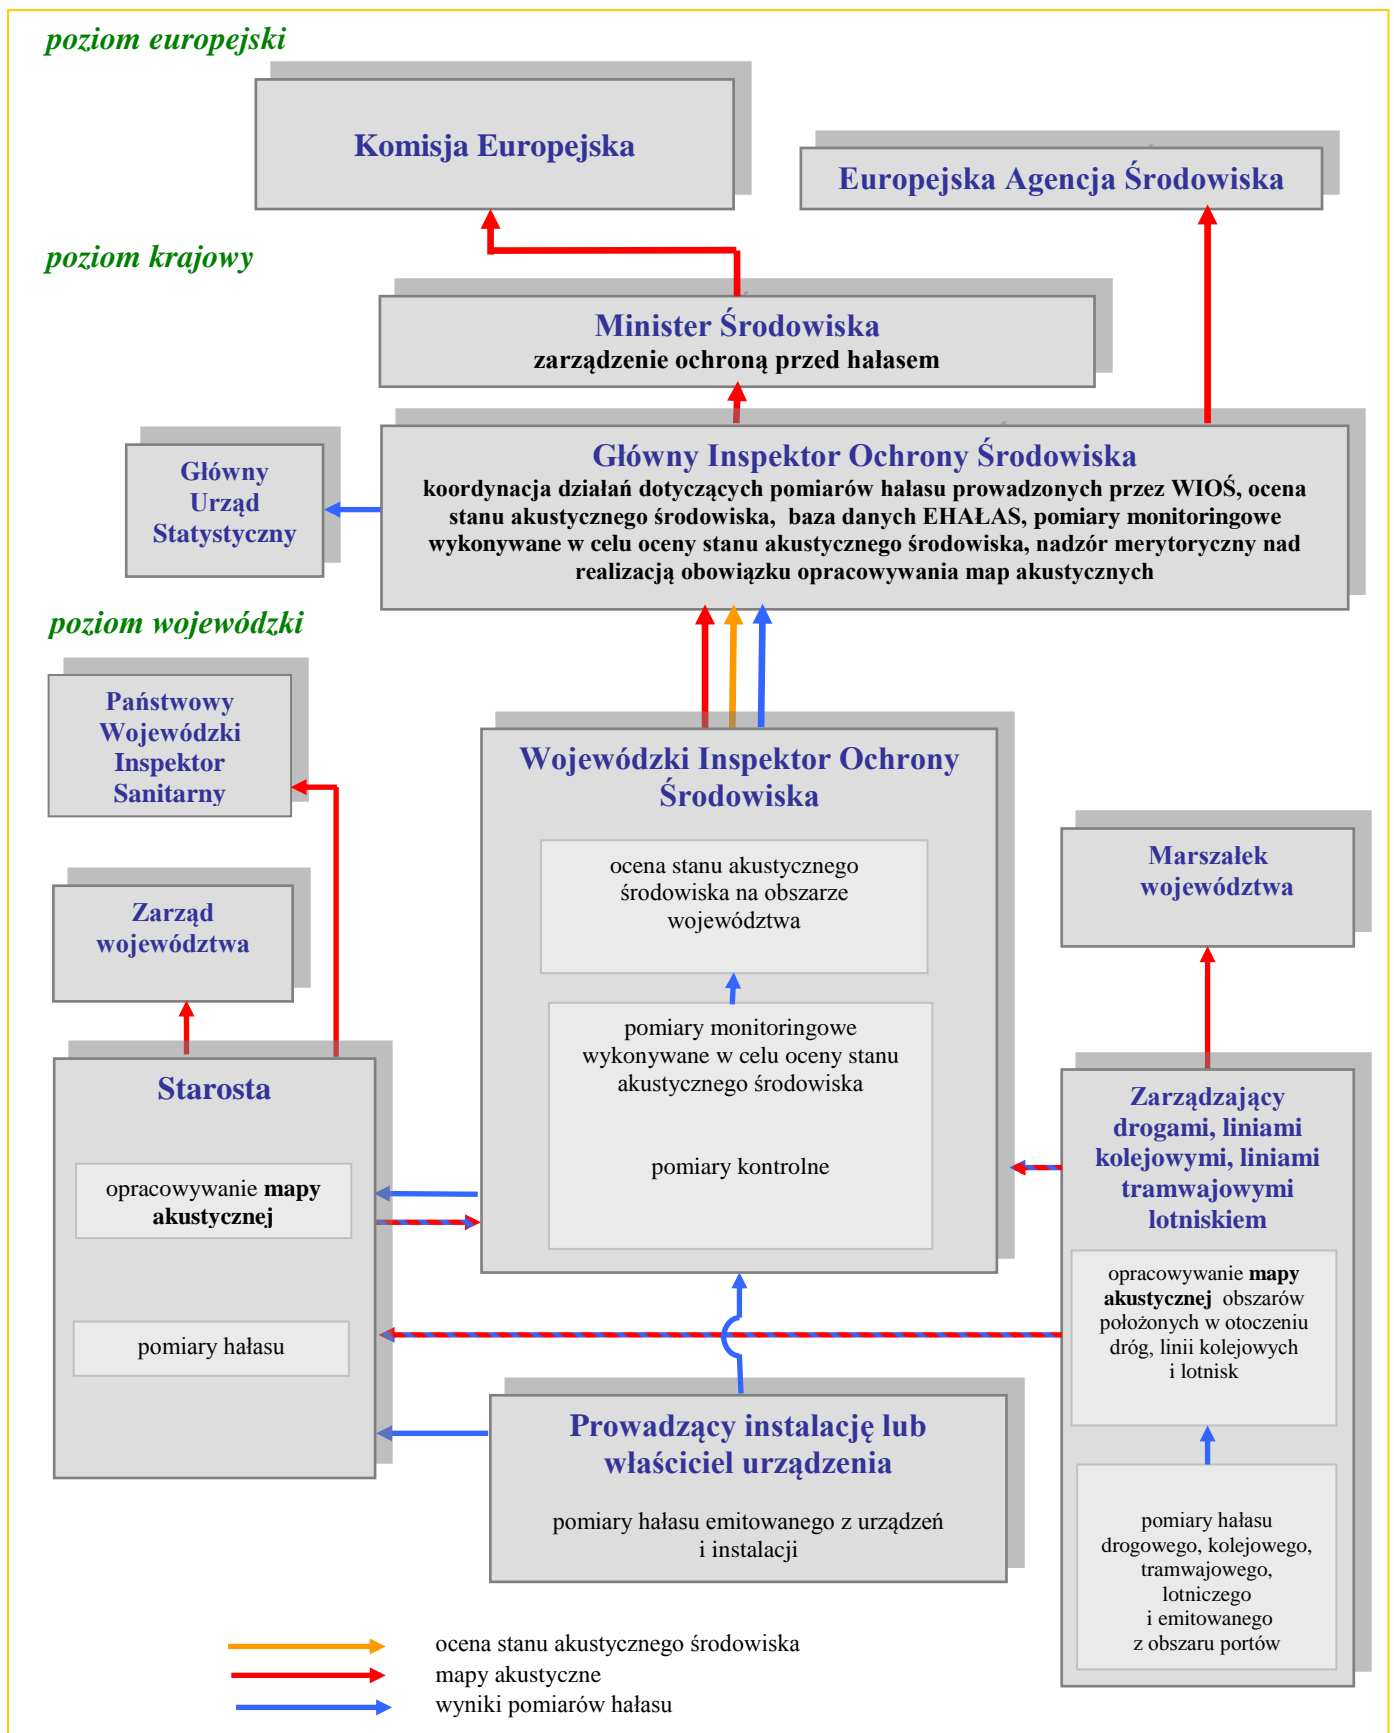 poziom europejski
Komisja Europejska
Europejska Agencja Środowiska
poziom krajowy
Minister Środowiska
zarządzenie ochroną przed hałasem
Główny
Urząd
Statystyczny
Główny Inspektor Ochrony Środowiska
koordynacja działań dotyczących pomiarów hałasu prowadzonych przez WIOŚ, ocena
stanu akustycznego środowiska, baza danych EHAŁAS, pomiary monitoringowe
wykonywane w celu oceny stanu akustycznego środowiska, nadzór merytoryczny nad
realizacją obowiązku opracowywania map akustycznych
poziom wojewódzki
Państwowy
Wojewódzki
Inspektor
Sanitarny
Zarząd
województwa
Wojewódzki Inspektor Ochrony
Środowiska
ocena stanu akustycznego
środowiska na obszarze
województwa
pomiary monitoringowe
wykonywane w celu oceny stanu
akustycznego środowiska
pomiary kontrolne
Marszałek
województwa
Starosta
opracowywanie mapy
akustycznej
pomiary hałasu
Zarządzający
drogami, liniami
kolejowymi, liniami
tramwajowymi
lotniskiem
opracowywanie mapy
akustycznej obszarów
położonych w otoczeniu
dróg, linii kolejowych
i lotnisk
pomiary hałasu
drogowego, kolejowego,
tramwajowego,
lotniczego
i emitowanego
z obszaru portów
Prowadzący instalację lub
właściciel urządzenia
pomiary hałasu emitowanego z urządzeń
i instalacji
ocena stanu akustycznego środowiska
mapy akustyczne
wyniki pomiarów hałasu